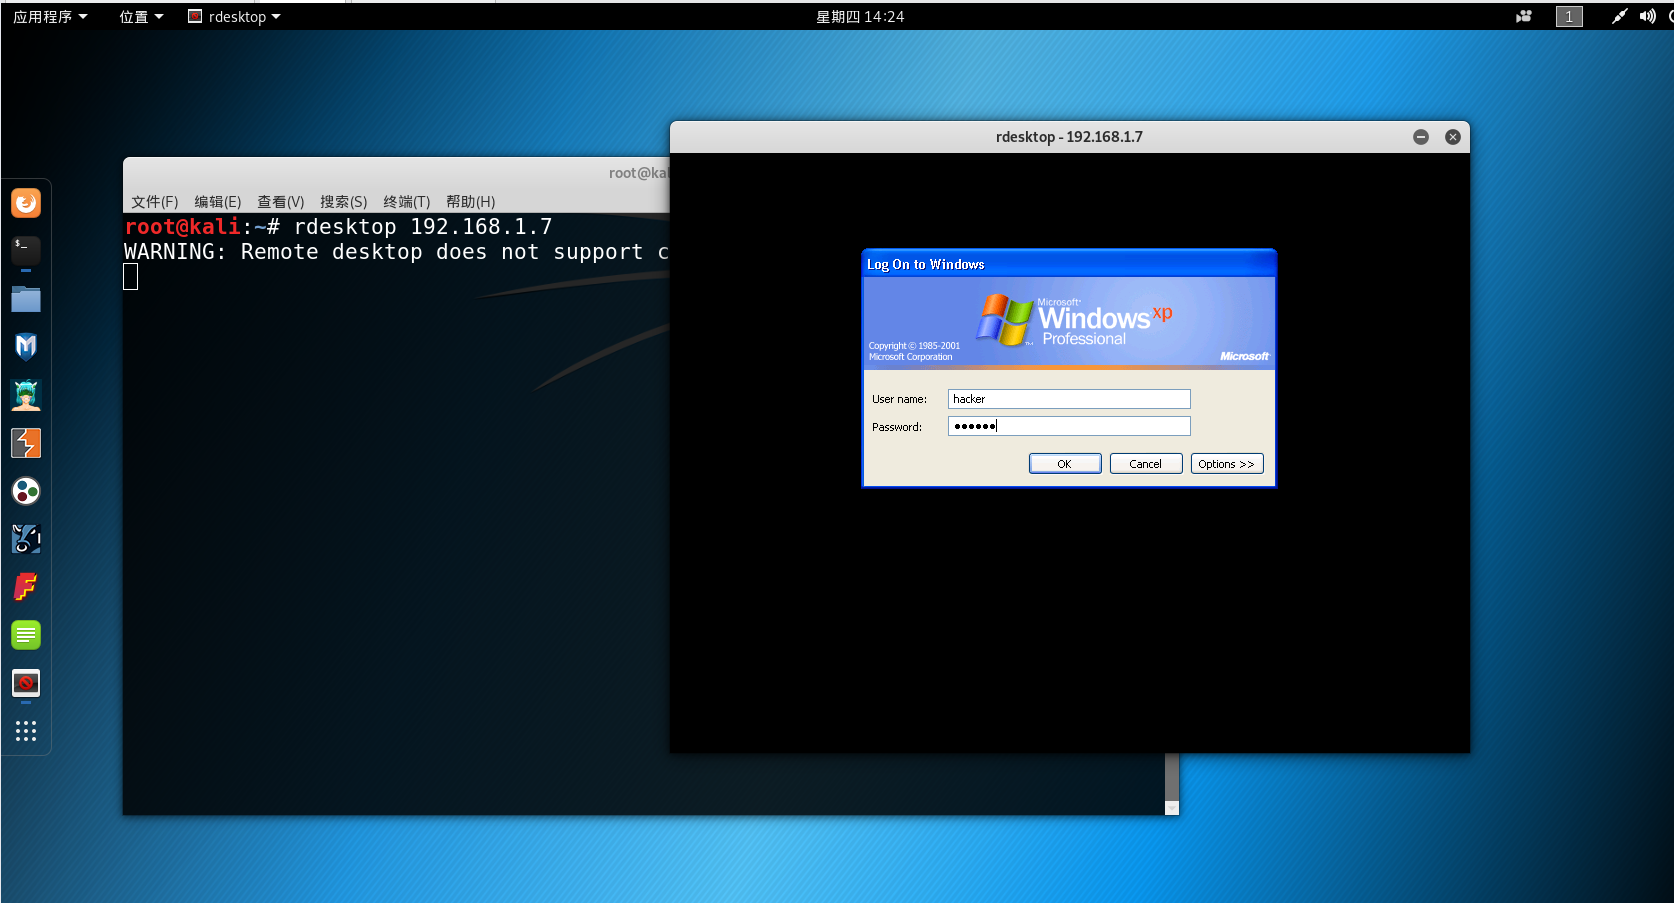 应用程序 位置 rdesktop 星期四 14:24 1
rdesktop - 192.168.1.7
root@kal
文件(F) 编辑(E) 查看(V) 搜索(S) 终端(T) 帮助(H)
root@kali:~# rdesktop 192.168.1.7
WARNING: Remote desktop does not support c
$_
Log On to Windows
Microsoft®
Windows xp
Professional
Copyright © 1985-2001
Microsoft Corporation
Microsoft
User name: hacker
Password: ●●●●●●
OK Cancel Options >>